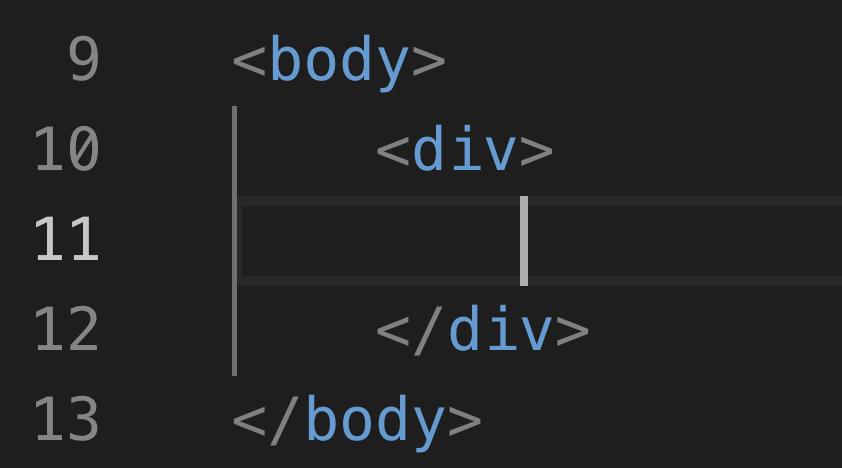 9 <body>
10     <div>
11
12     </div>
13 </body>